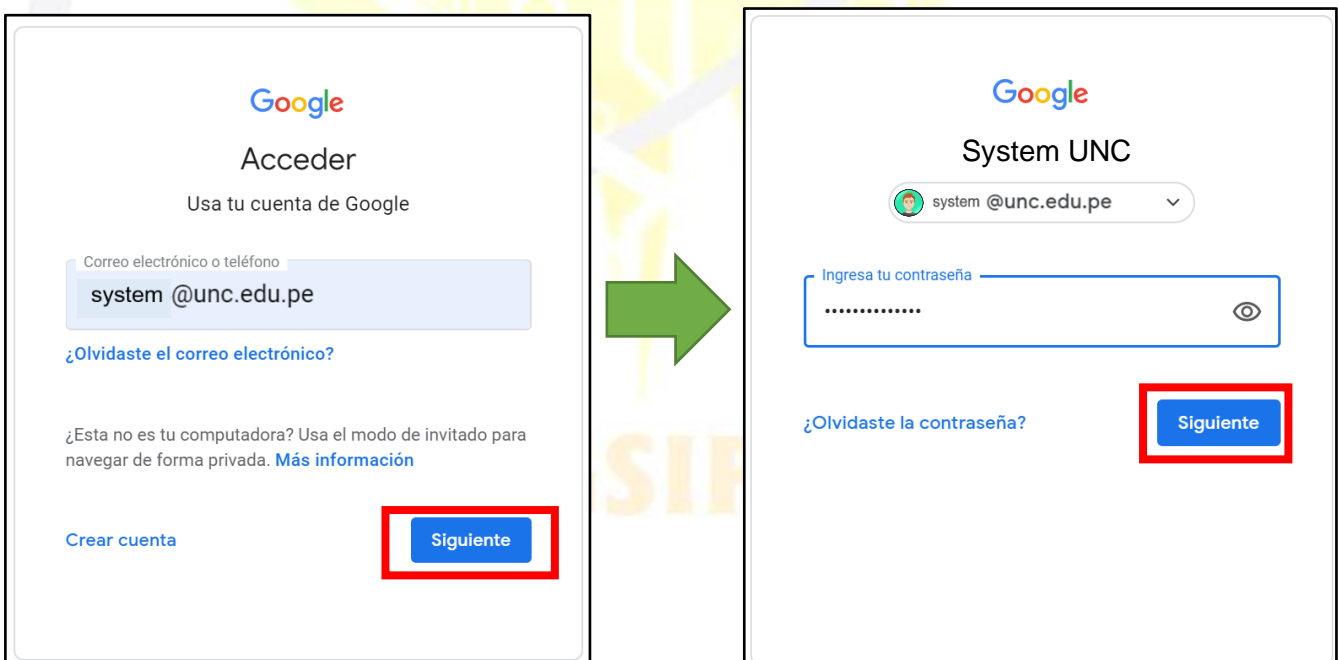 Google
Acceder
Usa tu cuenta de Google
Correo electrónico o teléfono
system @unc.edu.pe
¿Olvidaste el correo electrónico?
¿Esta no es tu computadora? Usa el modo de invitado para
navegar de forma privada. Más información
Crear cuenta
Siguiente
Google
System UNC
system @unc.edu.pe
Ingresa tu contraseña
••••••••••••••
¿Olvidaste la contraseña?
Siguiente